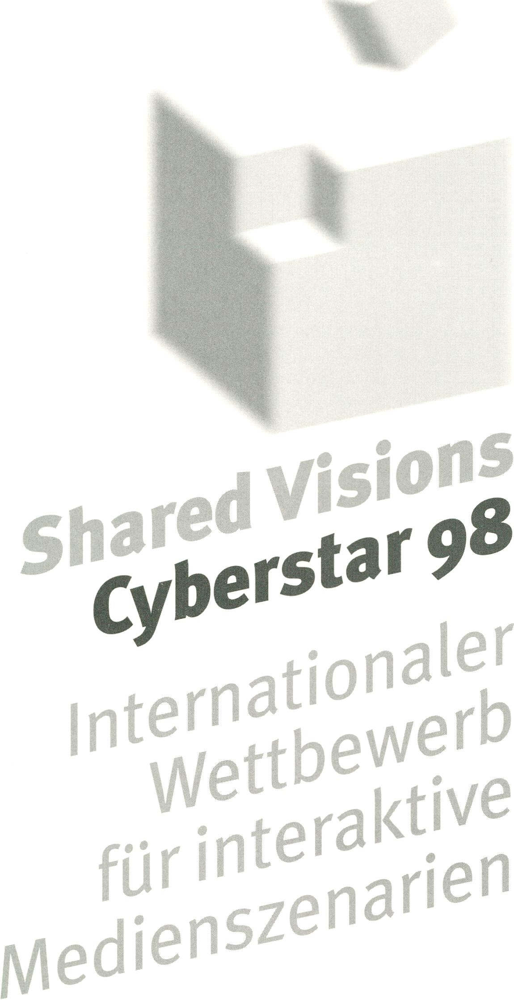 Shared Visions
Cyberstar 98
Internationaler
Wettbewerb
für interaktive
Medienszenarien